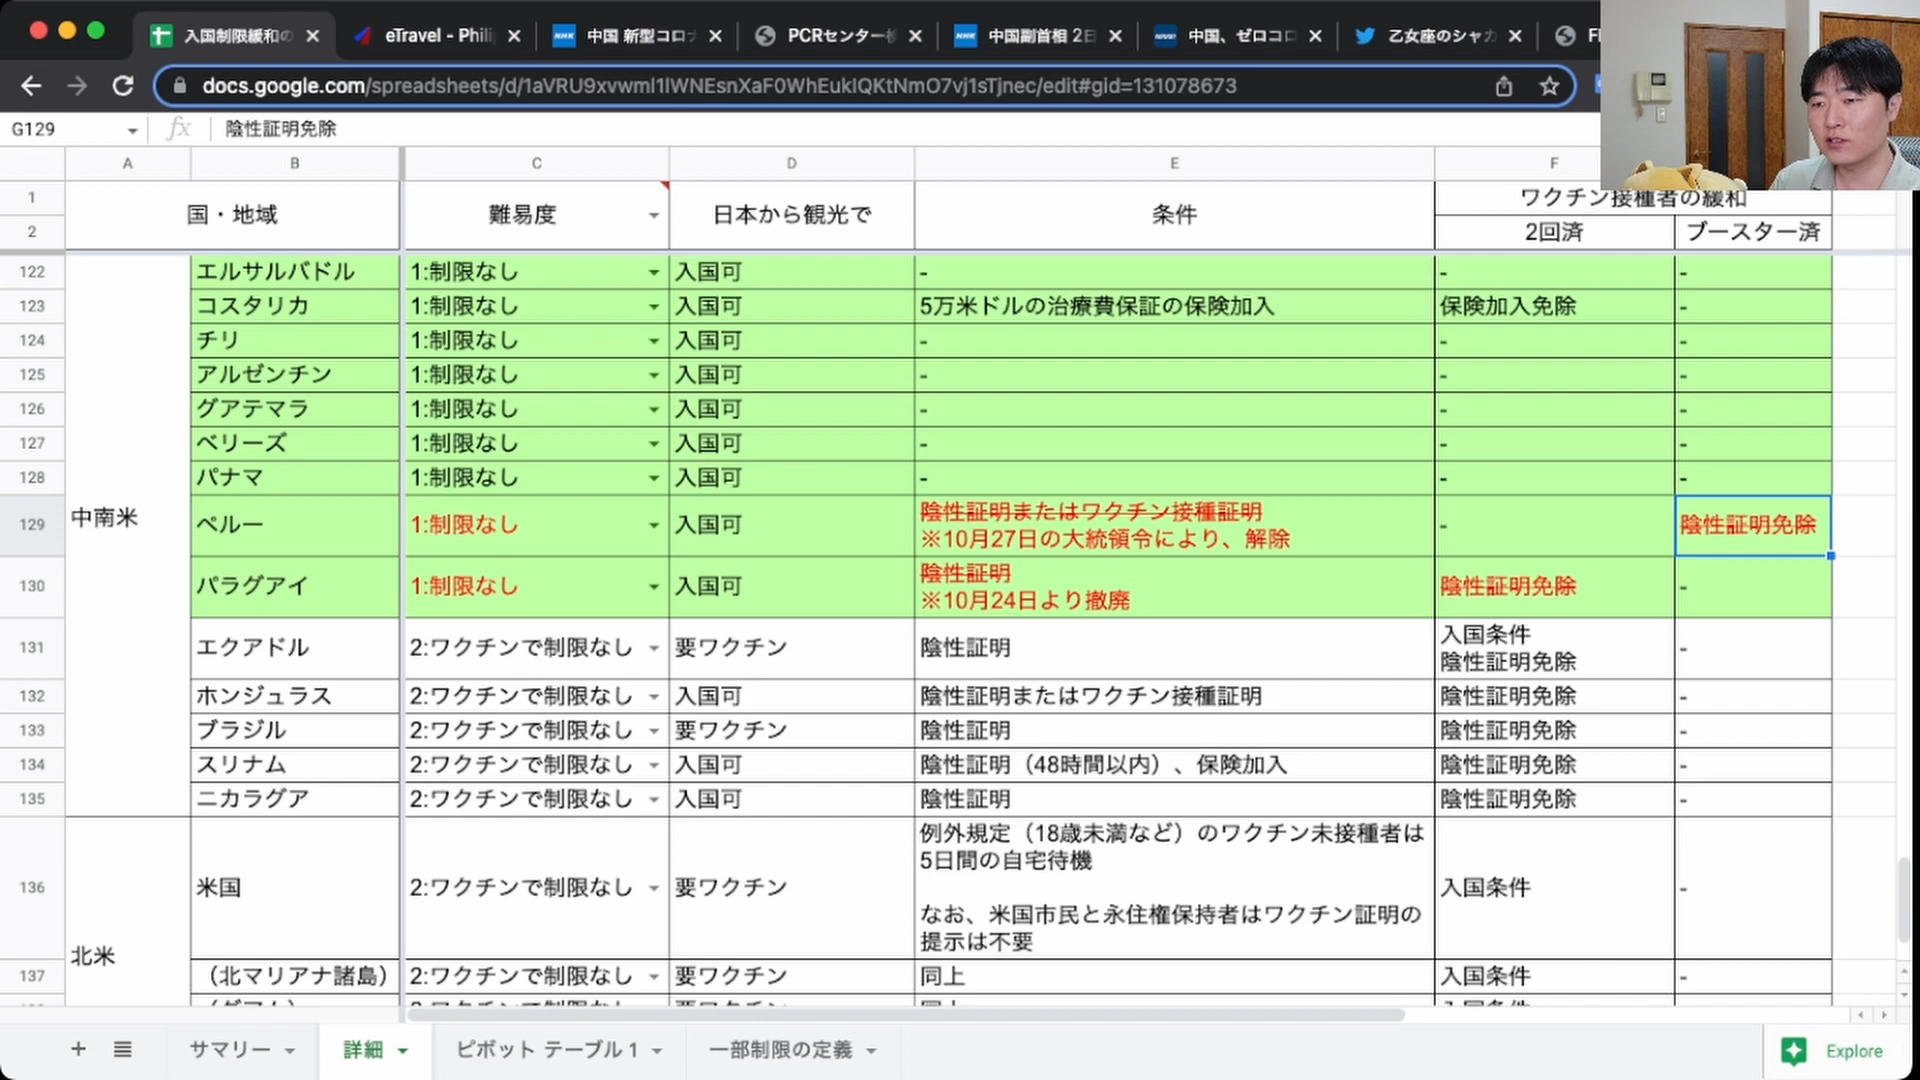 入国制限緩和の
eTravel - Phili
中国 新型コロナ
PCRセンター
中国副首相 2日
中国、ゼロコロ
乙女座のシャカ
docs.google.com/spreadsheets/d/1aVRU9xvwml1lWNEsnXaF0WhEuklQKtNmO7vj1sTjnec/edit#gid=131078673
G129 fx 陰性証明免除
A B C D E F
1 2 国・地域 難易度 日本から観光で 条件 ワクチン接種者の緩和
2回済 ブースター済
中南米
122 エルサルバドル 1:制限なし 入国可 - - -
123 コスタリカ 1:制限なし 入国可 5万米ドルの治療費保証の保険加入 保険加入免除 -
124 チリ 1:制限なし 入国可 - - -
125 アルゼンチン 1:制限なし 入国可 - - -
126 グアテマラ 1:制限なし 入国可 - - -
127 ベリーズ 1:制限なし 入国可 - - -
128 パナマ 1:制限なし 入国可 - - -
129 ペルー 1:制限なし 入国可 陰性証明またはワクチン接種証明 - 陰性証明免除
※10月27日の大統領令により、解除
130 パラグアイ 1:制限なし 入国可 陰性証明 陰性証明免除 -
※10月24日より撤廃
131 エクアドル 2:ワクチンで制限なし 要ワクチン 陰性証明 入国条件 -
陰性証明免除
132 ホンジュラス 2:ワクチンで制限なし 入国可 陰性証明またはワクチン接種証明 陰性証明免除 -
133 ブラジル 2:ワクチンで制限なし 要ワクチン 陰性証明 陰性証明免除 -
134 スリナム 2:ワクチンで制限なし 入国可 陰性証明（48時間以内）、保険加入 陰性証明免除 -
135 ニカラグア 2:ワクチンで制限なし 入国可 陰性証明 陰性証明免除 -
北米
136 米国 2:ワクチンで制限なし 要ワクチン 例外規定（18歳未満など）のワクチン未接種者は 入国条件 -
5日間の自宅待機
なお、米国市民と永住権保持者はワクチン証明の
提示は不要
137 （北マリアナ諸島） 2:ワクチンで制限なし 要ワクチン 同上 入国条件 -
サマリー 詳細 ピボット テーブル 1 一部制限の定義 Explore